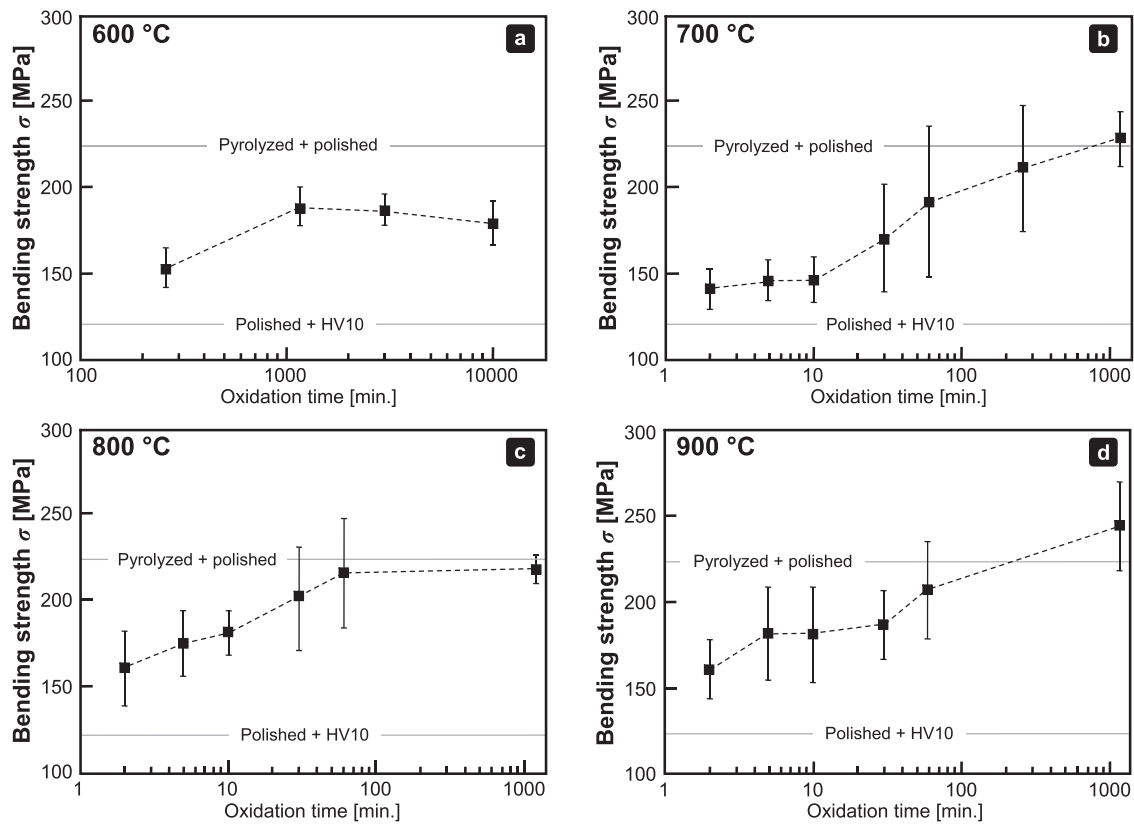 600 °C
a
Bending strength σ [MPa]
300
250
200
150
100
Pyrolyzed + polished
Polished + HV10
100 1000 10000
Oxidation time [min.]
700 °C
b
Bending strength σ [MPa]
300
250
200
150
100
Pyrolyzed + polished
Polished + HV10
1 10 100 1000
Oxidation time [min.]
800 °C
c
Bending strength σ [MPa]
300
250
200
150
100
Pyrolyzed + polished
Polished + HV10
1 10 100 1000
Oxidation time [min.]
900 °C
d
Bending strength σ [MPa]
300
250
200
150
100
Pyrolyzed + polished
Polished + HV10
1 10 100 1000
Oxidation time [min.]